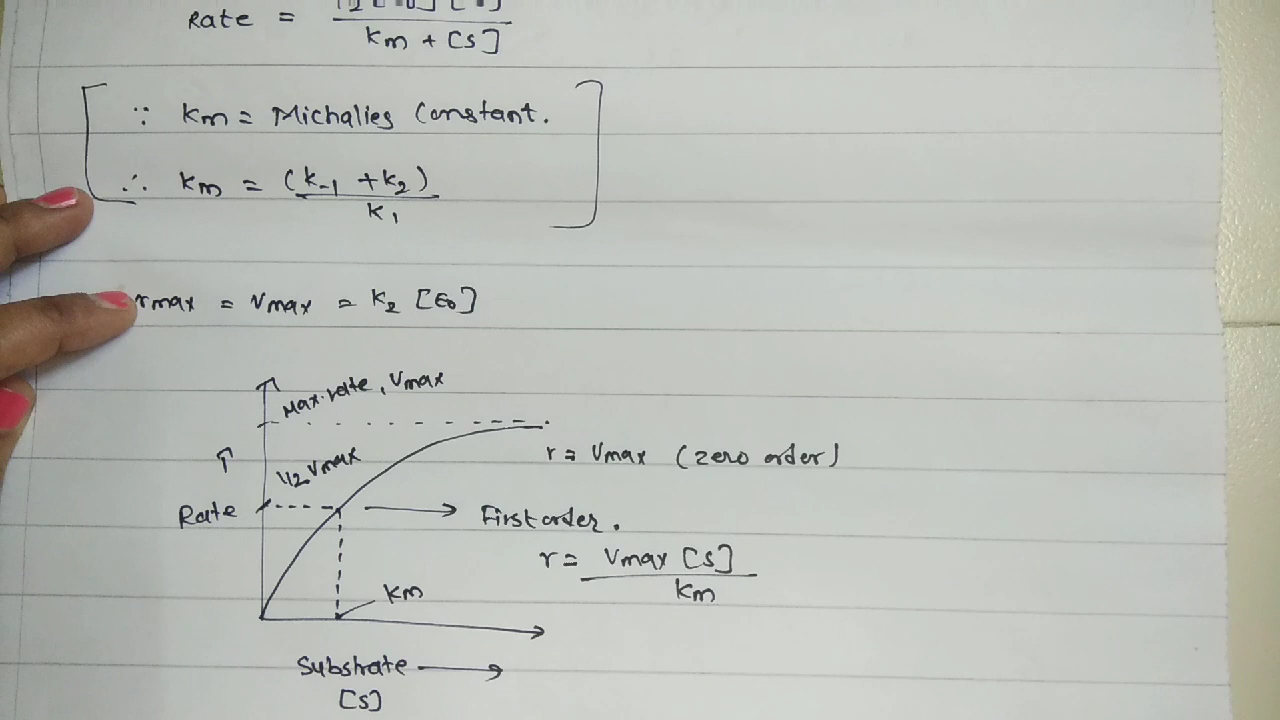 Rate =
Km + [S]
∵ Km = Michalies Constant.
∴ Km = (k-1 + k2)
k1
rmax = Vmax = k2 [E0]
Max. rate, Vmax
r = Vmax (zero order)
1/2 Vmax
Rate
First order.
r = Vmax [S]
Km
Km
Substrate
[S]